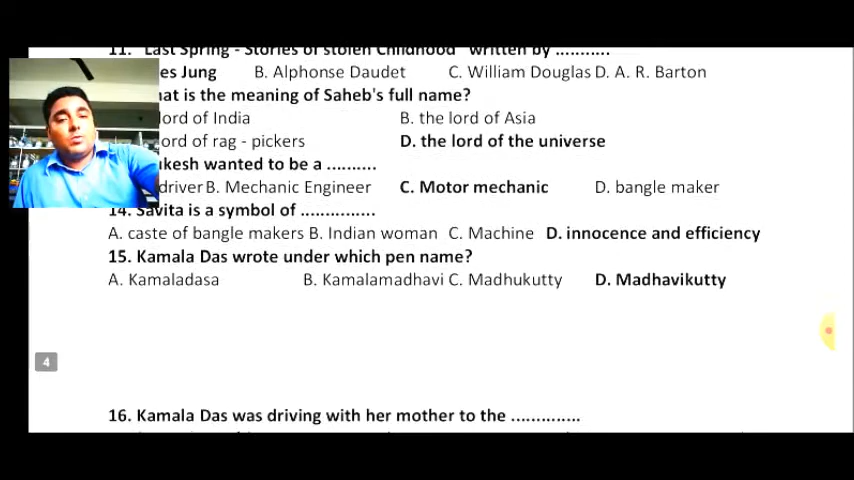 11. "Last Spring - Stories of stolen Childhood" written by ...........
es Jung B. Alphonse Daudet C. William Douglas D. A. R. Barton
at is the meaning of Saheb's full name?
lord of India B. the lord of Asia
ord of rag - pickers D. the lord of the universe
ukesh wanted to be a ..........
driver B. Mechanic Engineer C. Motor mechanic D. bangle maker
14. Savita is a symbol of ...............
A. caste of bangle makers B. Indian woman C. Machine D. innocence and efficiency
15. Kamala Das wrote under which pen name?
A. Kamaladasa B. Kamalamadhavi C. Madhukutty D. Madhavikutty
4
16. Kamala Das was driving with her mother to the ..............